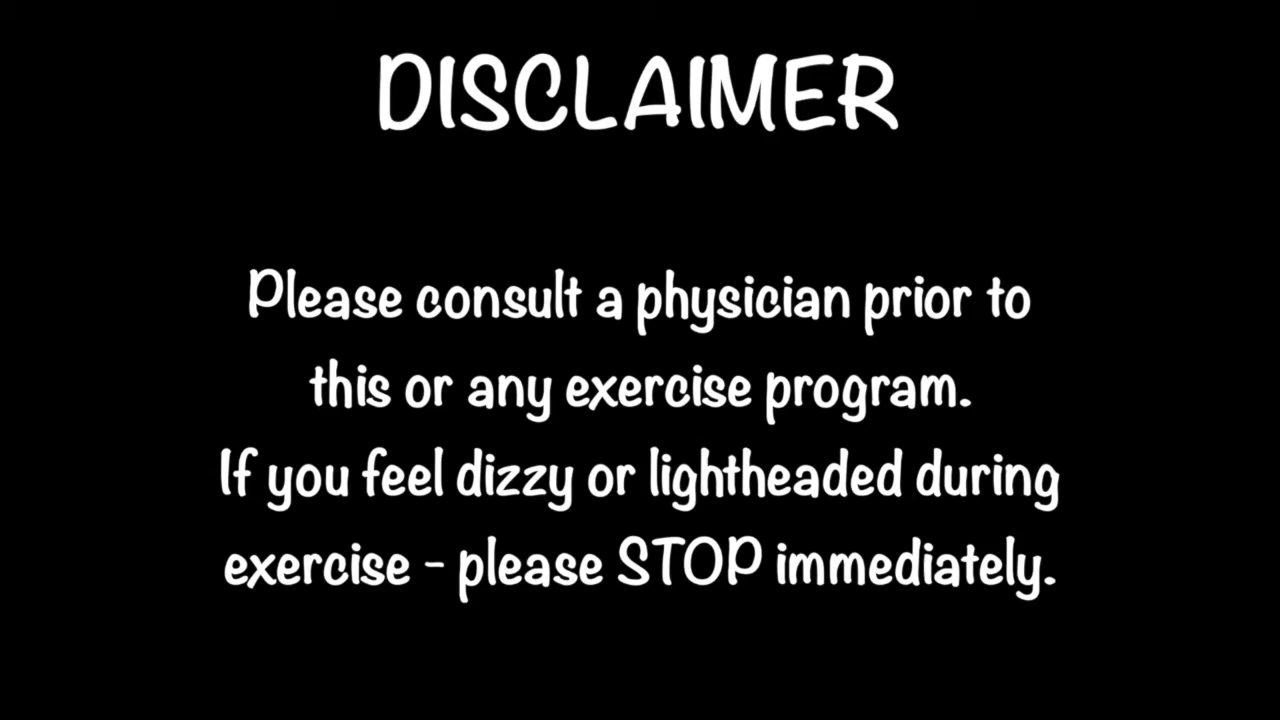 DISCLAIMER
Please consult a physician prior to
this or any exercise program.
If you feel dizzy or lightheaded during
exercise - please STOP immediately.